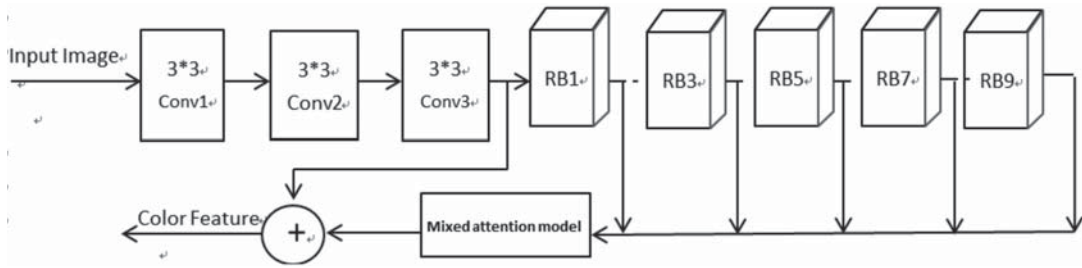 Input Image
3*3
Conv1
3*3
Conv2
3*3
Conv3
RB1
RB3
RB5
RB7
RB9
Color Feature
+
Mixed attention model